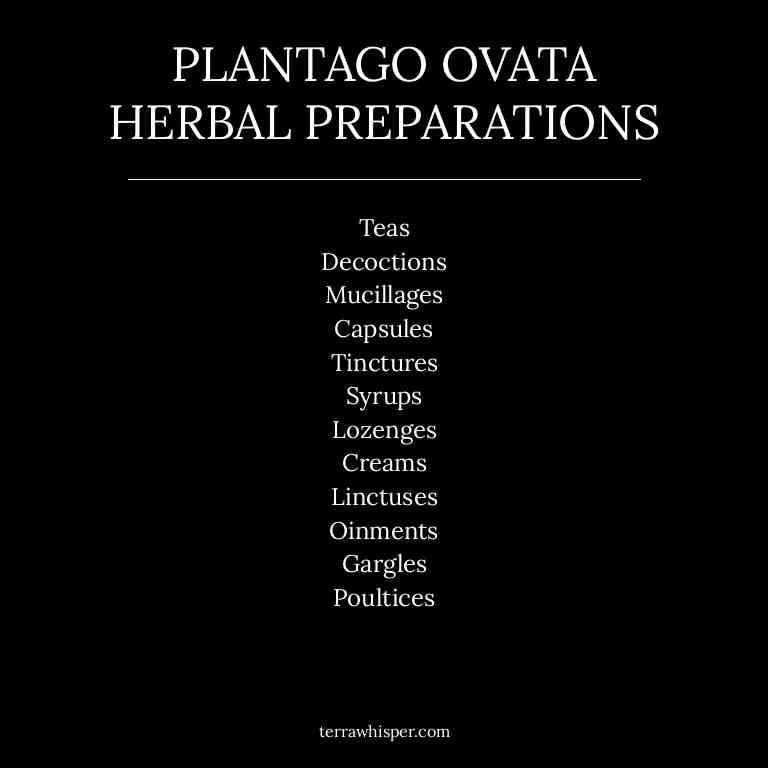 PLANTAGO OVATA
HERBAL PREPARATIONS
Teas
Decoctions
Mucillages
Capsules
Tinctures
Syrups
Lozenges
Creams
Linctuses
Oinments
Gargles
Poultices
terrawhisper.com